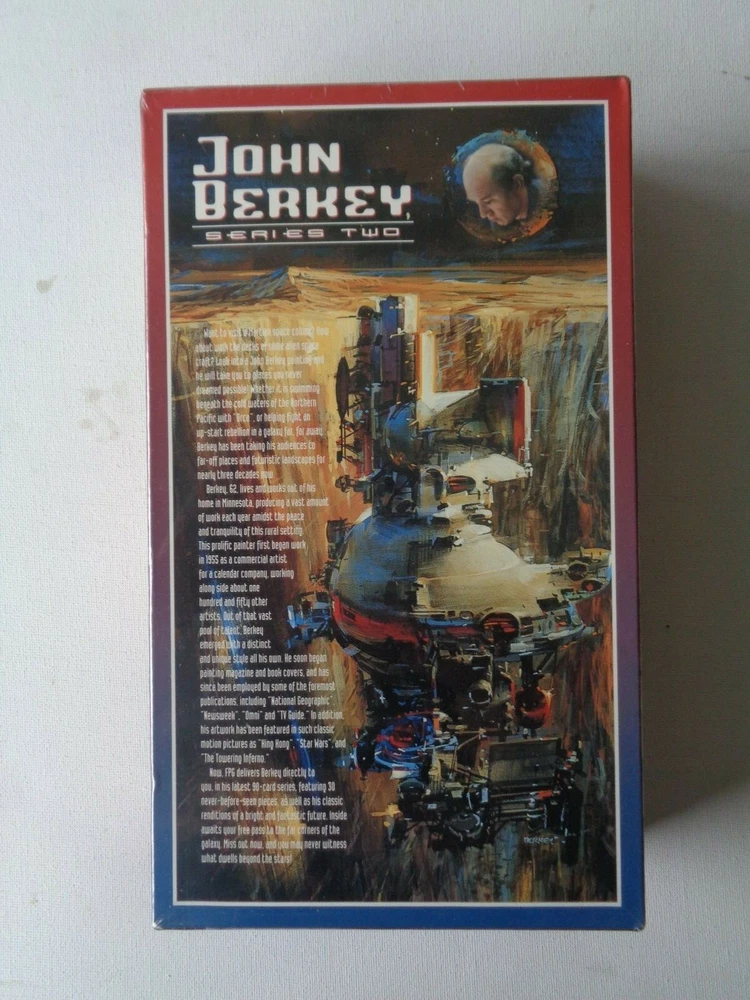 JOHN
BERKEY,
SERIES TWO
Want to visit a Martian space colony? How
about walk the decks of some alien space
craft? Look into a John Berkey painting and
he will take you to places you never
dreamed possible! Whether it is swimming
beneath the cold waters of the Northern
Pacific with "Orca", or helping fight an
up-start rebellion in a galaxy far, far away,
Berkey has been taking his audiences to
far-off places and futuristic landscapes for
nearly three decades now.
Berkey, 62, lives and works out of his
home in Minnesota, producing a vast amount
of work each year amidst the peace
and tranquility of this rural setting.
This prolific painter first began work
in 1955 as a commercial artist
for a calendar company, working
along side about one
hundred and fifty other
artists. Out of that vast
pool of talent, Berkey
emerged with a distinct
and unique style all his own. He soon began
painting magazine and book covers, and has
since been employed by some of the foremost
publications, including "National Geographic",
"Newsweek", "Omni" and "TV Guide." In addition,
his artwork has been featured in such classic
motion pictures as "King Kong", "Star Wars", and
"The Towering Inferno."
Now, FPG delivers Berkey directly to
you, in his latest 90-card series, featuring 30
never-before-seen pieces, as well as his classic
renditions of a bright and fantastic future. Inside
awaits your free pass to the far corners of the
galaxy. Miss out now, and you may never witness
what dwells beyond the stars!
BERKEY